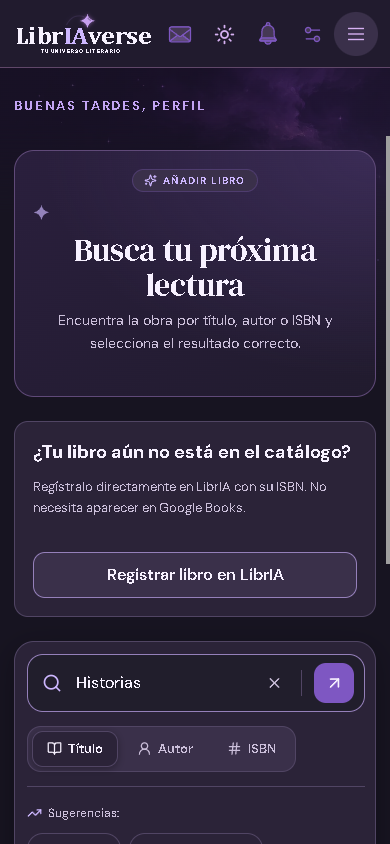 LibrIAverse
TU UNIVERSO LITERARIO
BUENAS TARDES, PERFIL
AÑADIR LIBRO
Busca tu próxima
lectura
Encuentra la obra por título, autor o ISBN y
selecciona el resultado correcto.
¿Tu libro aún no está en el catálogo?
Regístralo directamente en LibrIA con su ISBN. No
necesita aparecer en Google Books.
Registrar libro en LibrIA
Historias
Título
Autor
ISBN
Sugerencias: